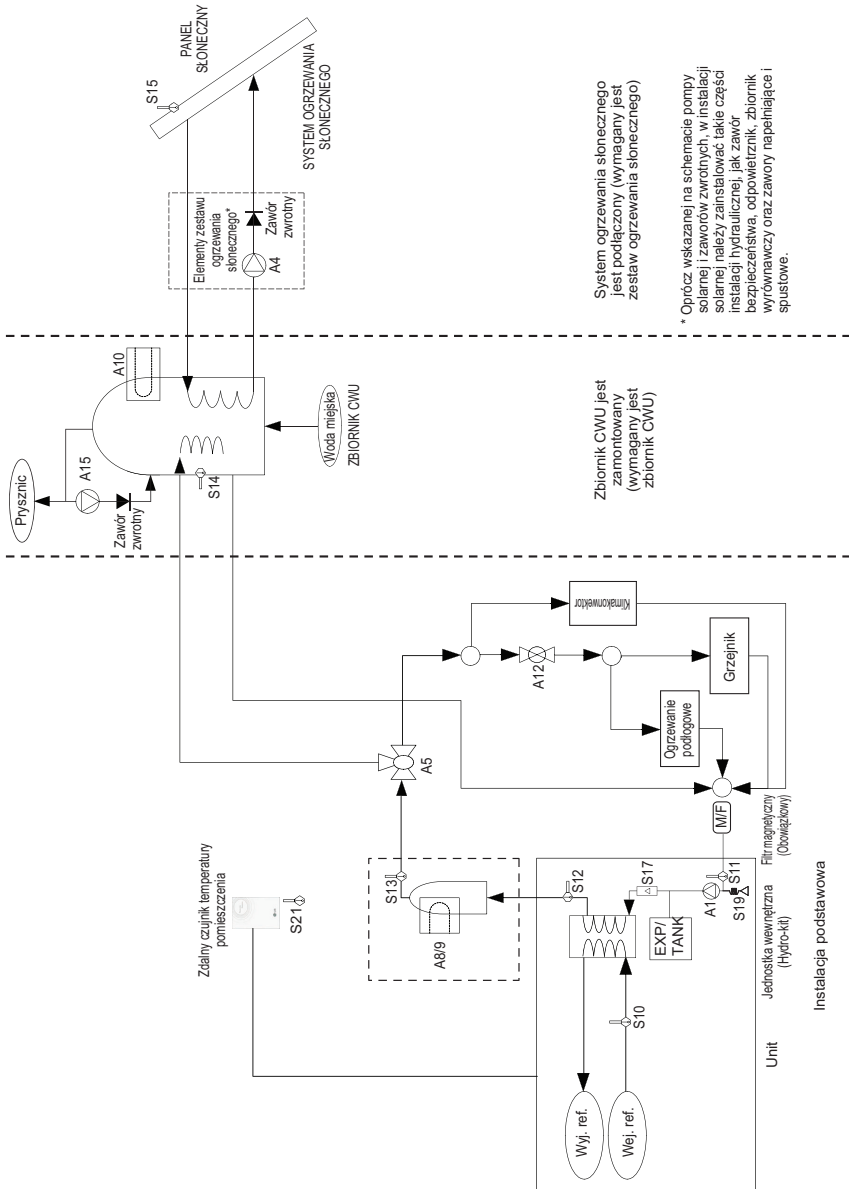 Zdalny czujnik temperatury
pomieszczenia
S21
Wyj. ref.
Wej. ref.
S10
Unit
Jednostka wewnętrzna
(Hydro-kit)
Instalacja podstawowa
EXP/
TANK
S17
A1
S19
S11
S12
A8/9
S13
M/F
Filtr magnetyczny
(Obowiązkowy)
A5
A12
Ogrzewanie
podłogowe
Grzejnik
Klimakonwektor
Prysznic
A15
Zawór
zwrotny
S14
A10
Woda miejska
ZBIORNIK CWU
Zbiornik CWU jest
zamontowany
(wymagany jest
zbiornik CWU)
Elementy zestawu
ogrzewania
słonecznego*
A4
Zawór
zwrotny
S15
PANEL
SŁONECZNY
SYSTEM OGRZEWANIA
SŁONECZNEGO
System ogrzewania słonecznego
jest podłączony (wymagany jest
zestaw ogrzewania słonecznego)
* Oprócz wskazanej na schemacie pompy
solarnej i zaworów zwrotnych, w instalacji
solarnej należy zainstalować takie części
instalacji hydraulicznej, jak zawór
bezpieczeństwa, odpowietrznik, zbiornik
wyrównawczy oraz zawory napełniające i
spustowe.